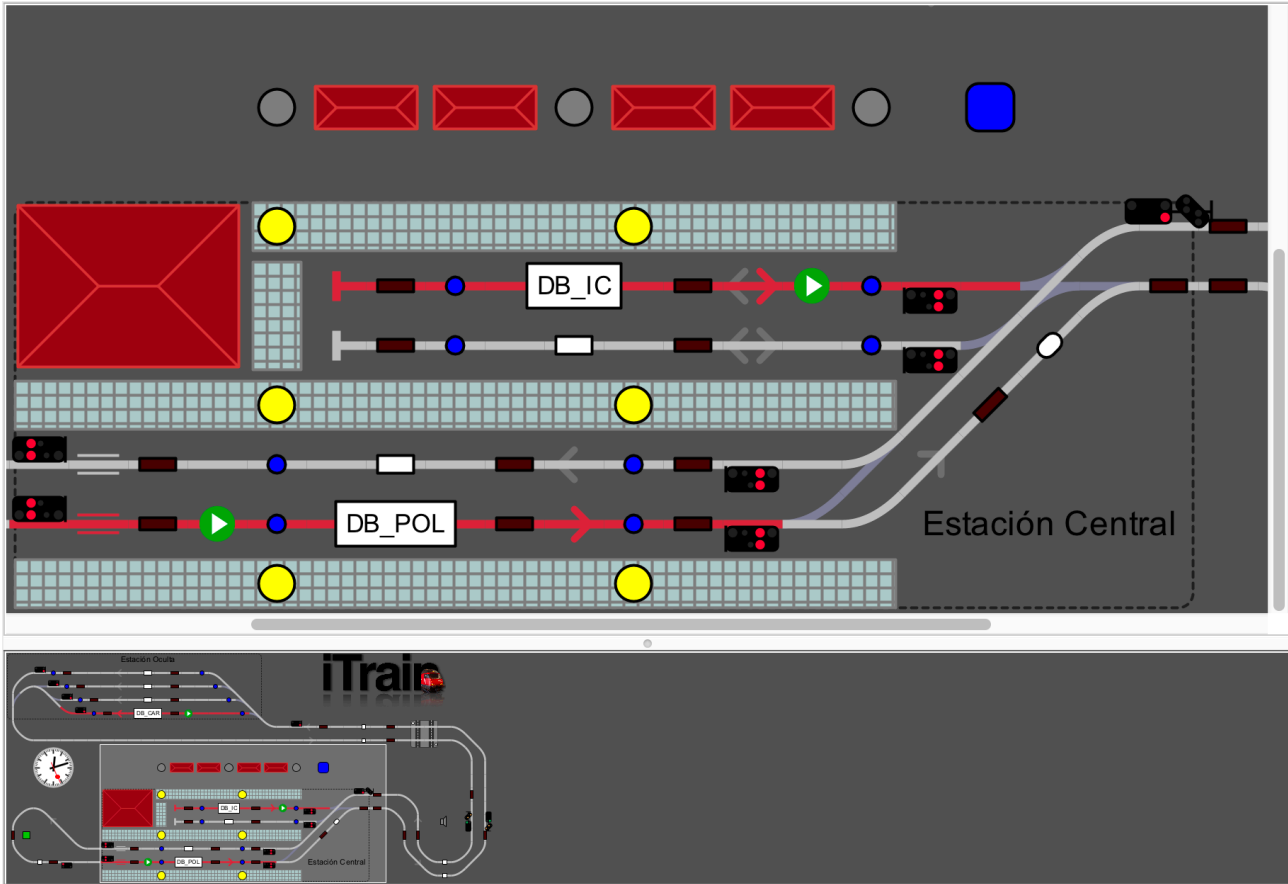 DB_IC
DB_POL
Estación Central
Estación Oculta
iTrain
DB_CAR
DB_IC
DB_POL
Estación Central